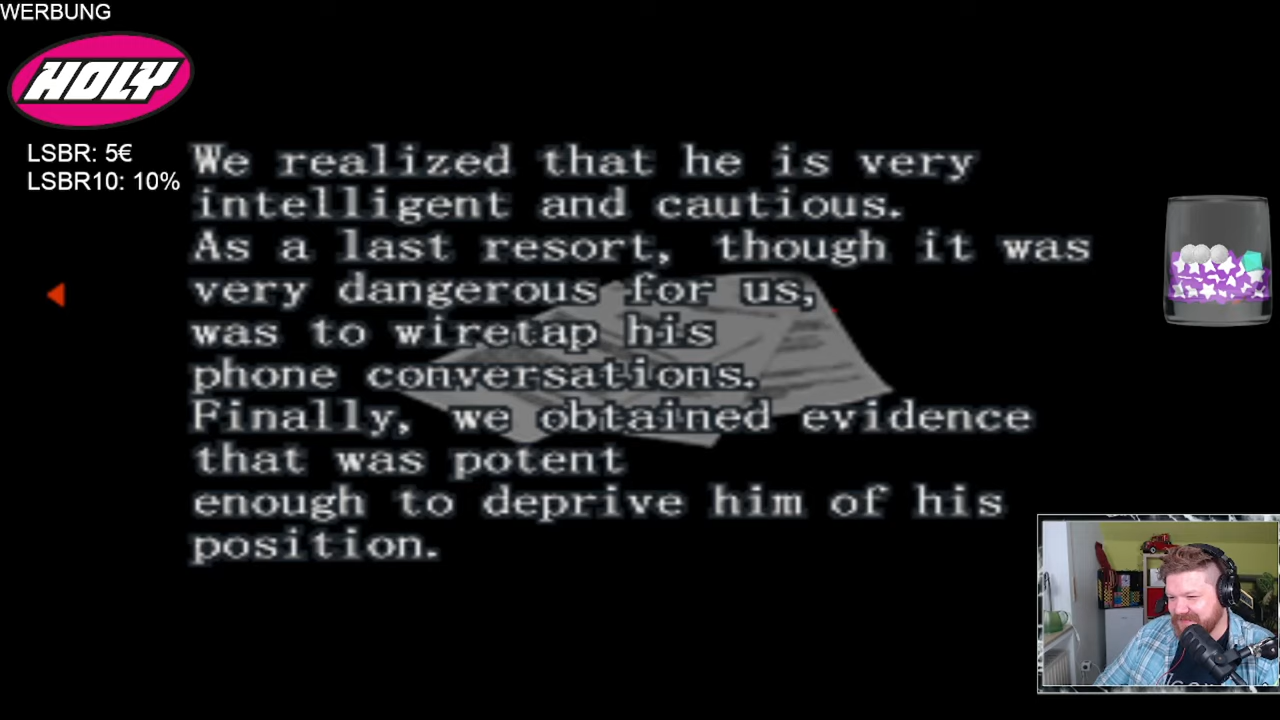 WERBUNG
HOLY
LSBR: 5€
LSBR10: 10%
We realized that he is very
intelligent and cautious.
As a last resort, though it was
very dangerous for us,
was to wiretap his
phone conversations.
Finally, we obtained evidence
that was potent
enough to deprive him of his
position.